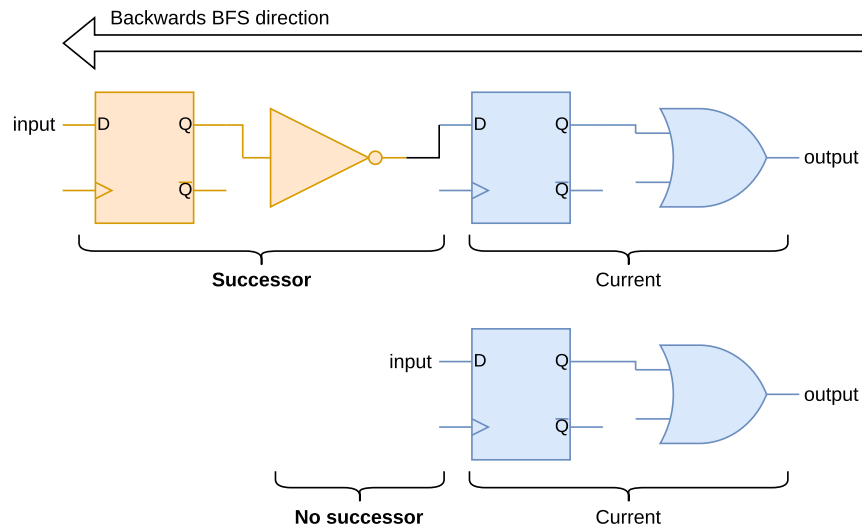 Backwards BFS direction
input
D
Q
Q
D
Q
Q
output
Successor
Current
input
D
Q
Q
output
No successor
Current